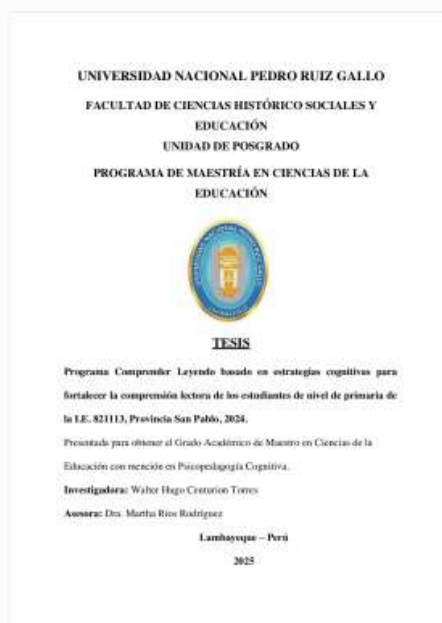 UNIVERSIDAD NACIONAL PEDRO RUIZ GALLO
FACULTAD DE CIENCIAS HISTÓRICO SOCIALES Y
EDUCACIÓN
UNIDAD DE POSGRADO
PROGRAMA DE MAESTRÍA EN CIENCIAS DE LA
EDUCACIÓN
TESIS
Programa Comprender Leyendo basado en estrategias cognitivas para
fortalecer la comprensión lectora de los estudiantes de nivel de primaria de
la I.E. 821113, Provincia San Pablo, 2024.
Presentada para obtener el Grado Académico de Maestro en Ciencias de la
Educación con mención en Psicopedagogía Cognitiva.
Investigadora: Walter Hugo Centurion Torres
Asesora: Dra. Martha Ríos Rodríguez
Lambayeque – Perú
2025